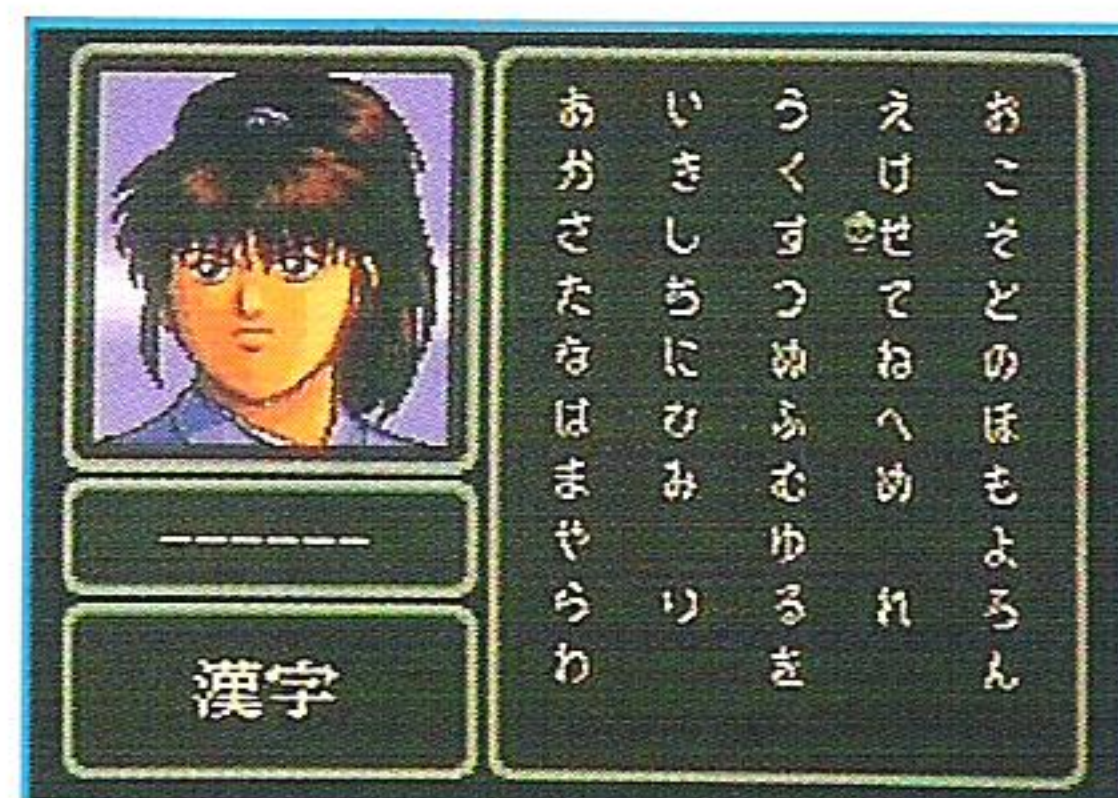 あ い う え お
か き く け こ
さ し す せ そ
た ち つ て と
な に ぬ ね の
は ひ ふ へ ほ
ま み む め も
や ゆ よ
ら り る れ ろ
わ を ん
------
漢字